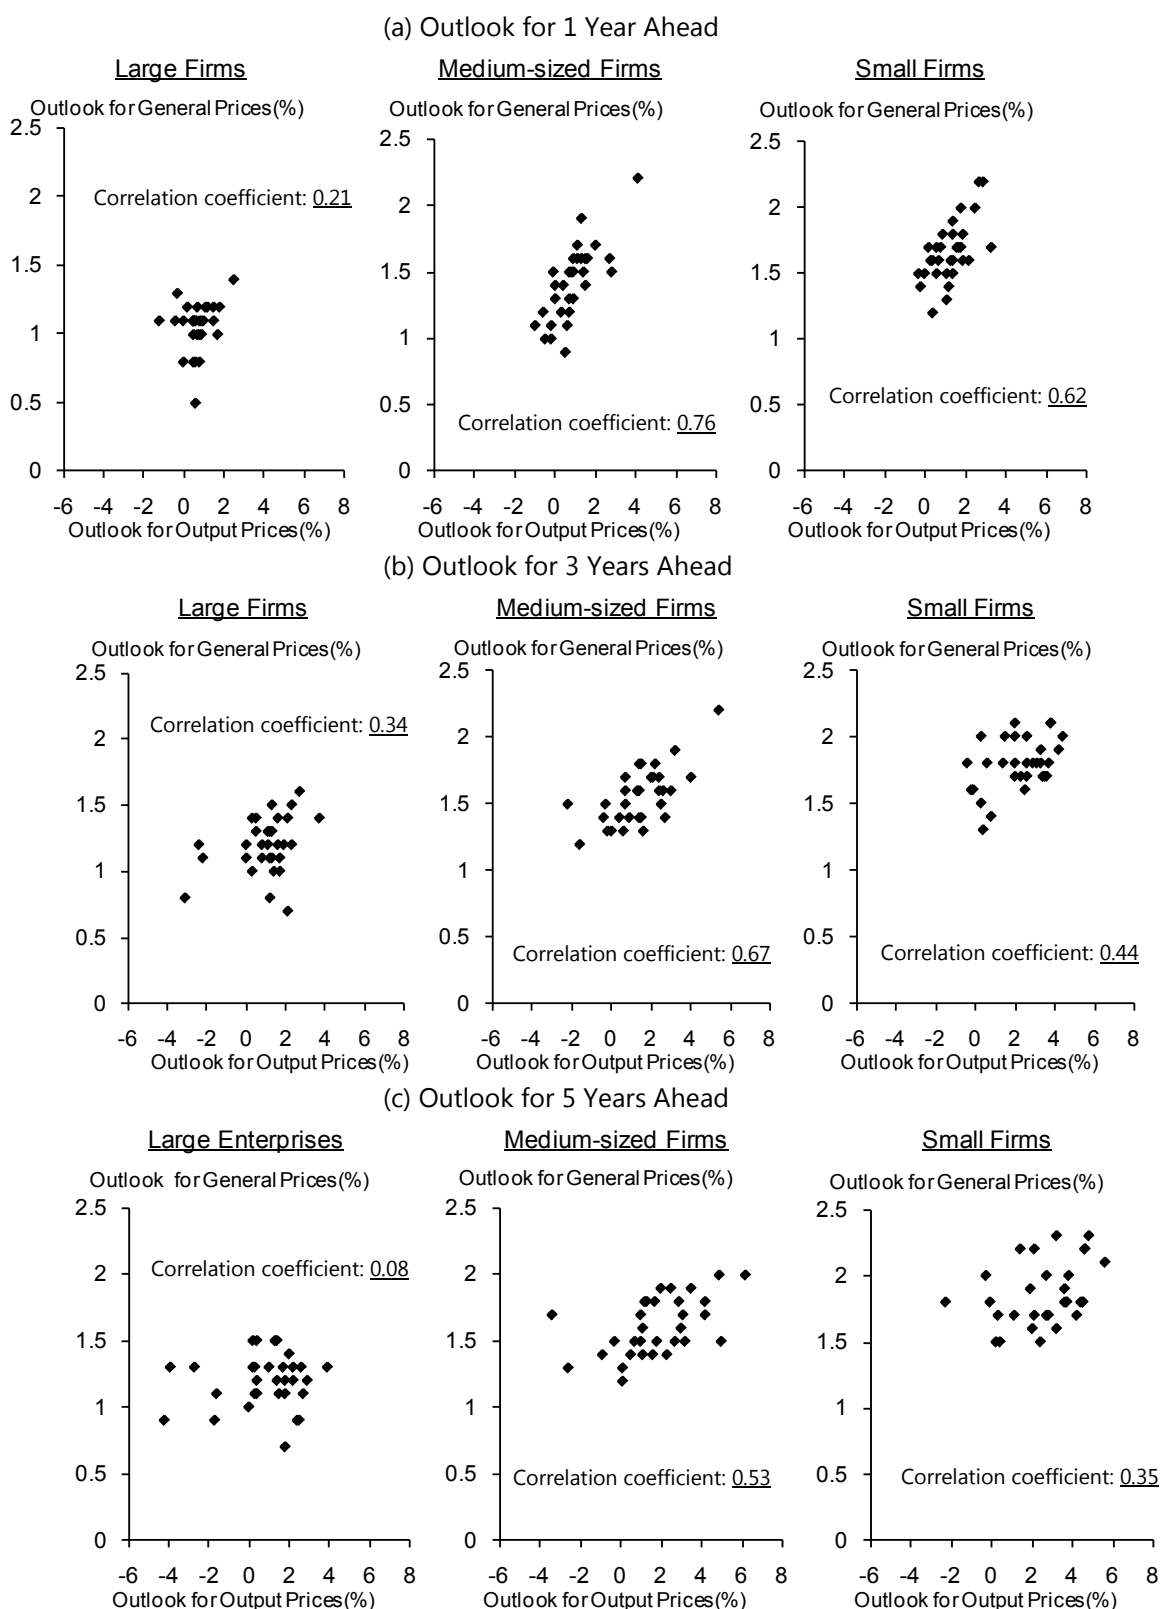 (a) Outlook for 1 Year Ahead
Large Firms
Medium-sized Firms
Small Firms
Outlook for General Prices(%)
2.5
2
1.5
1
0.5
0
Correlation coefficient: 0.21
-6 -4 -2 0 2 4 6 8
Outlook for Output Prices(%)
Outlook for General Prices(%)
2.5
2
1.5
1
0.5
0
Correlation coefficient: 0.76
-6 -4 -2 0 2 4 6 8
Outlook for Output Prices(%)
Outlook for General Prices(%)
2.5
2
1.5
1
0.5
0
Correlation coefficient: 0.62
-6 -4 -2 0 2 4 6 8
Outlook for Output Prices(%)
(b) Outlook for 3 Years Ahead
Large Firms
Medium-sized Firms
Small Firms
Outlook for General Prices(%)
2.5
2
1.5
1
0.5
0
Correlation coefficient: 0.34
-6 -4 -2 0 2 4 6 8
Outlook for Output Prices(%)
Outlook for General Prices(%)
2.5
2
1.5
1
0.5
0
Correlation coefficient: 0.67
-6 -4 -2 0 2 4 6 8
Outlook for Output Prices(%)
Outlook for General Prices(%)
2.5
2
1.5
1
0.5
0
Correlation coefficient: 0.44
-6 -4 -2 0 2 4 6 8
Outlook for Output Prices(%)
(c) Outlook for 5 Years Ahead
Large Enterprises
Medium-sized Firms
Small Firms
Outlook for General Prices(%)
2.5
2
1.5
1
0.5
0
Correlation coefficient: 0.08
-6 -4 -2 0 2 4 6 8
Outlook for Output Prices(%)
Outlook for General Prices(%)
2.5
2
1.5
1
0.5
0
Correlation coefficient: 0.53
-6 -4 -2 0 2 4 6 8
Outlook for Output Prices(%)
Outlook for General Prices(%)
2.5
2
1.5
1
0.5
0
Correlation coefficient: 0.35
-6 -4 -2 0 2 4 6 8
Outlook for Output Prices(%)